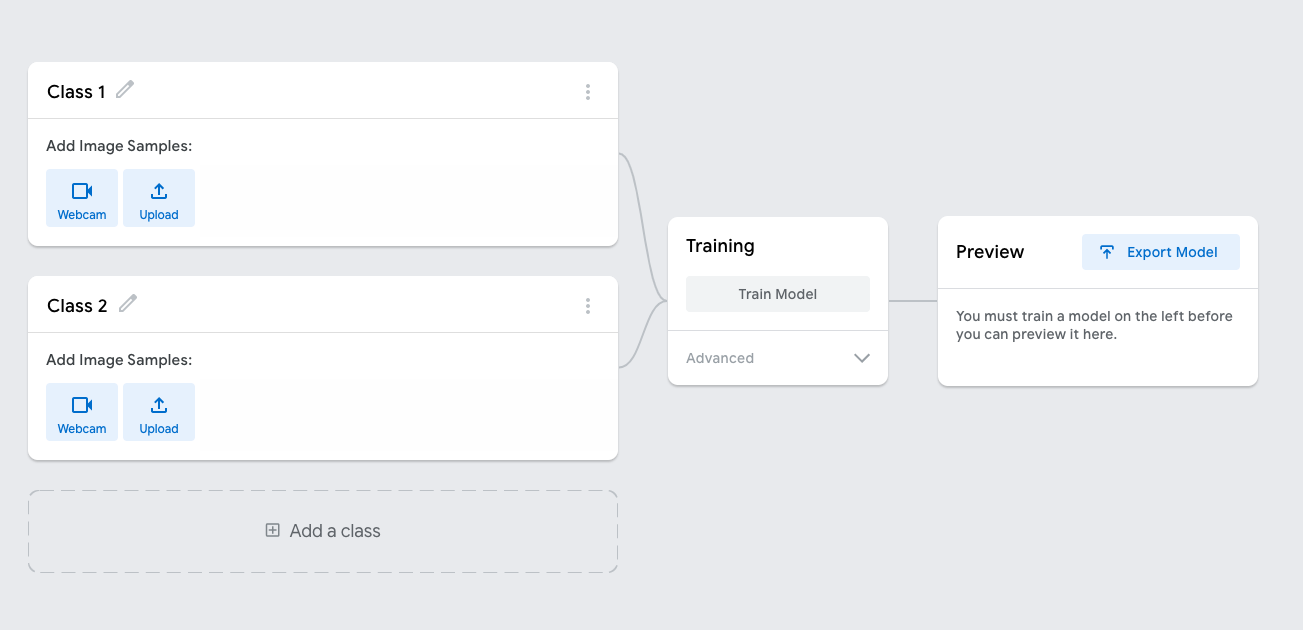 Class 1
Add Image Samples:
Webcam
Upload
Class 2
Add Image Samples:
Webcam
Upload
Add a class
Training
Train Model
Advanced
Preview
Export Model
You must train a model on the left before
you can preview it here.